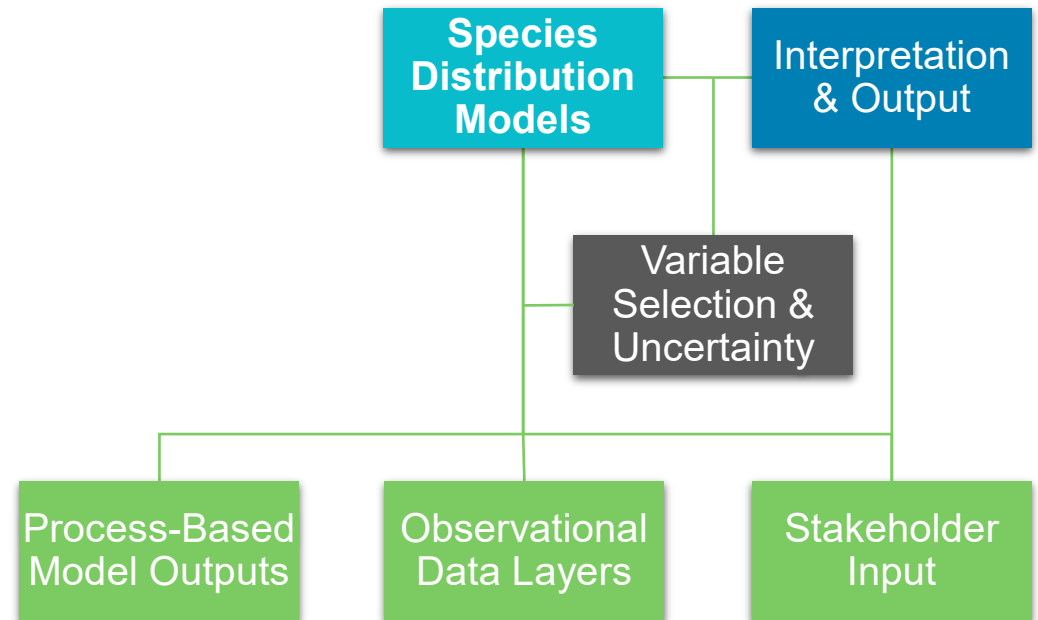 Species
Distribution
Models
Interpretation
& Output
Variable
Selection &
Uncertainty
Process-Based
Model Outputs
Observational
Data Layers
Stakeholder
Input